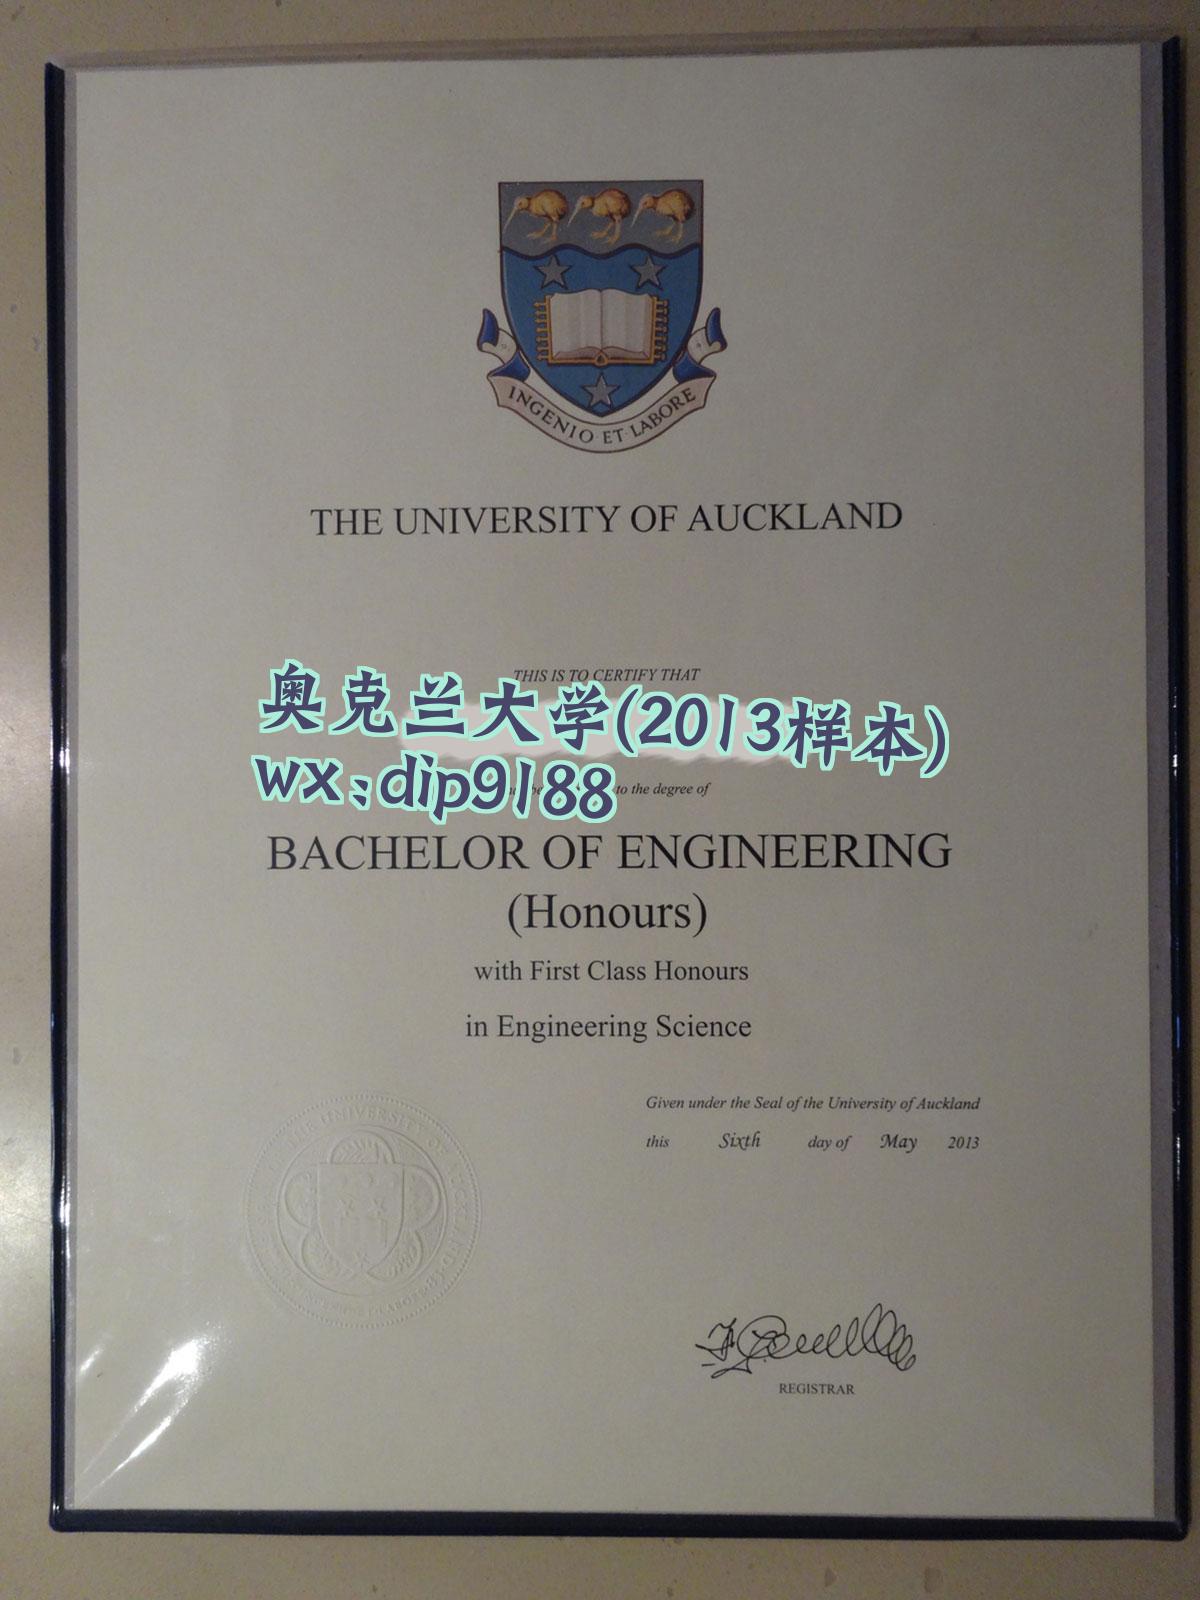 INGENIO ET LABORE
THE UNIVERSITY OF AUCKLAND
THIS IS TO CERTIFY THAT
奥克兰大学(2013样本)
wx:dip9188
to the degree of
BACHELOR OF ENGINEERING
(Honours)
with First Class Honours
in Engineering Science
Given under the Seal of the University of Auckland
this Sixth day of May 2013
REGISTRAR